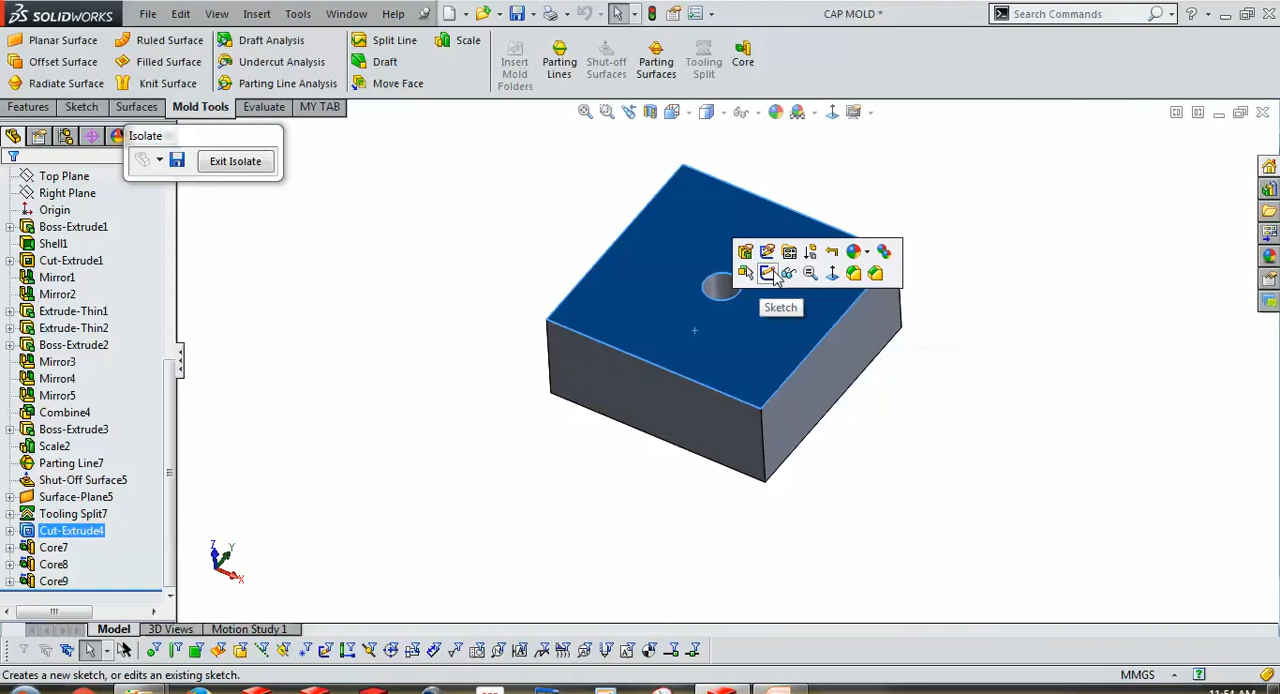 SOLIDWORKS File Edit View Insert Tools Window Help CAP MOLD * Search Commands
Planar Surface Ruled Surface Draft Analysis Split Line Scale
Offset Surface Filled Surface Undercut Analysis Draft
Radiate Surface Knit Surface Parting Line Analysis Move Face
Insert Mold Folders
Parting Lines
Shut-off Surfaces
Parting Surfaces
Tooling Split
Core
Features Sketch Surfaces Mold Tools Evaluate MY TAB
Isolate
Exit Isolate
Top Plane
Right Plane
Origin
Boss-Extrude1
Shell1
Cut-Extrude1
Mirror1
Mirror2
Extrude-Thin1
Extrude-Thin2
Boss-Extrude2
Mirror3
Mirror4
Mirror5
Combine4
Boss-Extrude3
Scale2
Parting Line7
Shut-Off Surface5
Surface-Plane5
Tooling Split7
Cut-Extrude4
Core7
Core8
Core9
Sketch
Z Y
X
Model 3D Views Motion Study 1
Creates a new sketch, or edits an existing sketch. MMGS
11:54 AM